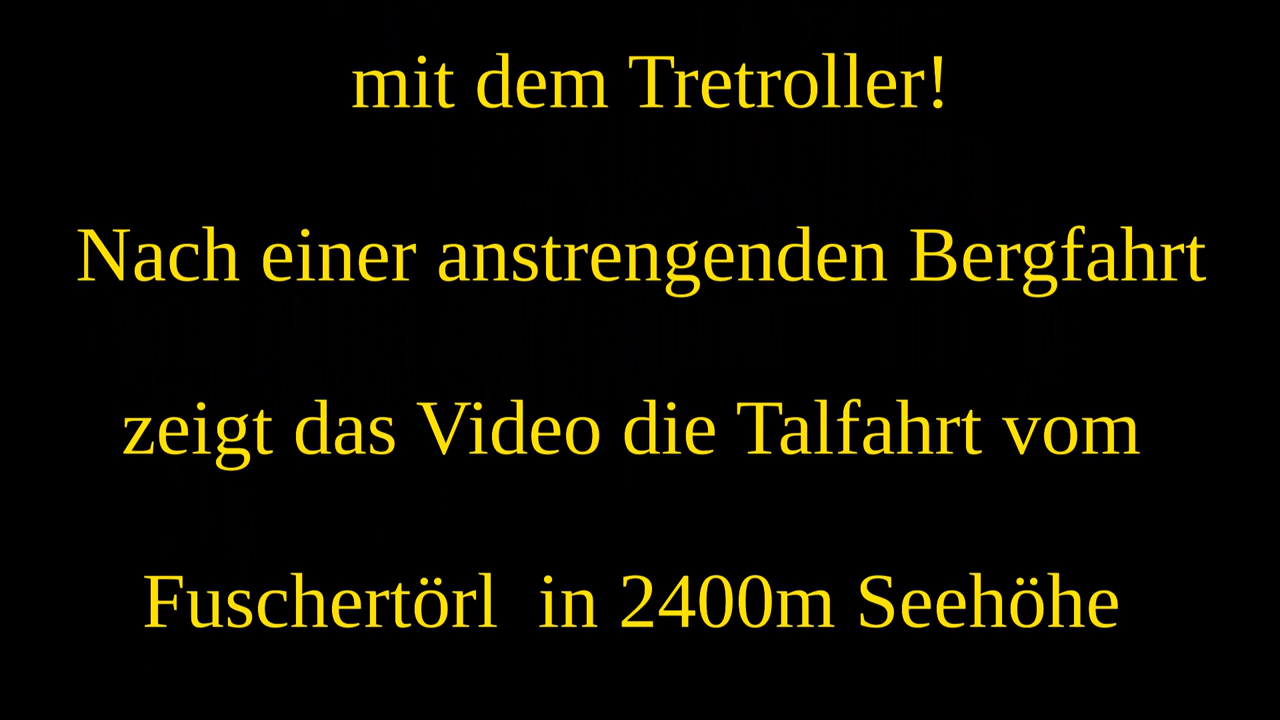 mit dem Tretroller!
Nach einer anstrengenden Bergfahrt
zeigt das Video die Talfahrt vom
Fuschertörl  in 2400m Seehöhe